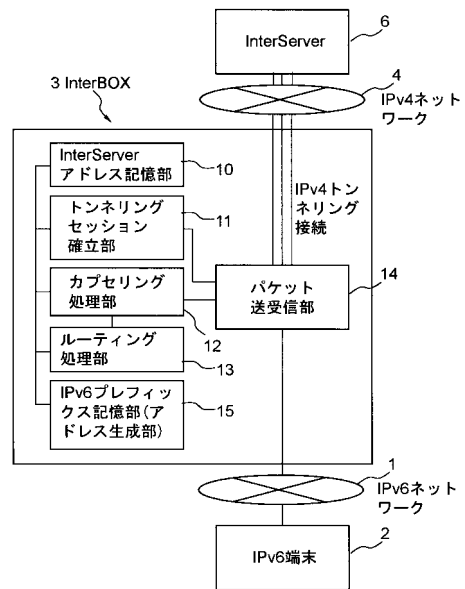 6
InterServer
4
IPv4ネット
ワーク
3 InterBOX
InterServer
アドレス記憶部
10
トンネリング
セッション
確立部
11
IPv4トン
ネリング
接続
カプセリング
処理部
12
パケット
送受信部
14
ルーティング
処理部
13
IPv6プレフィッ
クス記憶部(ア
ドレス生成部)
15
1
IPv6ネット
ワーク
2
IPv6端末